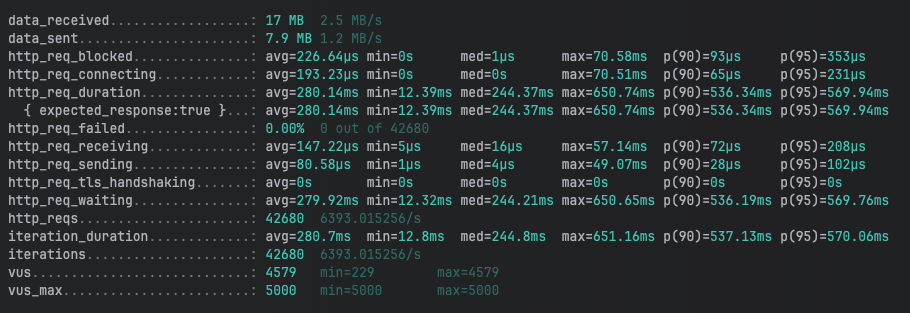 data_received..................: 17 MB  2.5 MB/s
data_sent......................: 7.9 MB 1.2 MB/s
http_req_blocked...............: avg=226.64µs min=0s      med=1µs      max=70.58ms  p(90)=93µs     p(95)=353µs
http_req_connecting............: avg=193.23µs min=0s      med=0s       max=70.51ms  p(90)=65µs     p(95)=231µs
http_req_duration..............: avg=280.14ms min=12.39ms med=244.37ms max=650.74ms p(90)=536.34ms p(95)=569.94ms
  { expected_response:true }...: avg=280.14ms min=12.39ms med=244.37ms max=650.74ms p(90)=536.34ms p(95)=569.94ms
http_req_failed................: 0.00%  0 out of 42680
http_req_receiving.............: avg=147.22µs min=5µs     med=16µs     max=57.14ms  p(90)=72µs     p(95)=208µs
http_req_sending...............: avg=80.58µs  min=1µs     med=4µs      max=49.07ms  p(90)=28µs     p(95)=102µs
http_req_tls_handshaking.......: avg=0s       min=0s      med=0s       max=0s       p(90)=0s       p(95)=0s
http_req_waiting...............: avg=279.92ms min=12.32ms med=244.21ms max=650.65ms p(90)=536.19ms p(95)=569.76ms
http_reqs......................: 42680  6393.015256/s
iteration_duration.............: avg=280.7ms  min=12.8ms  med=244.8ms  max=651.16ms p(90)=537.13ms p(95)=570.06ms
iterations.....................: 42680  6393.015256/s
vus............................: 4579   min=229        max=4579
vus_max........................: 5000   min=5000       max=5000